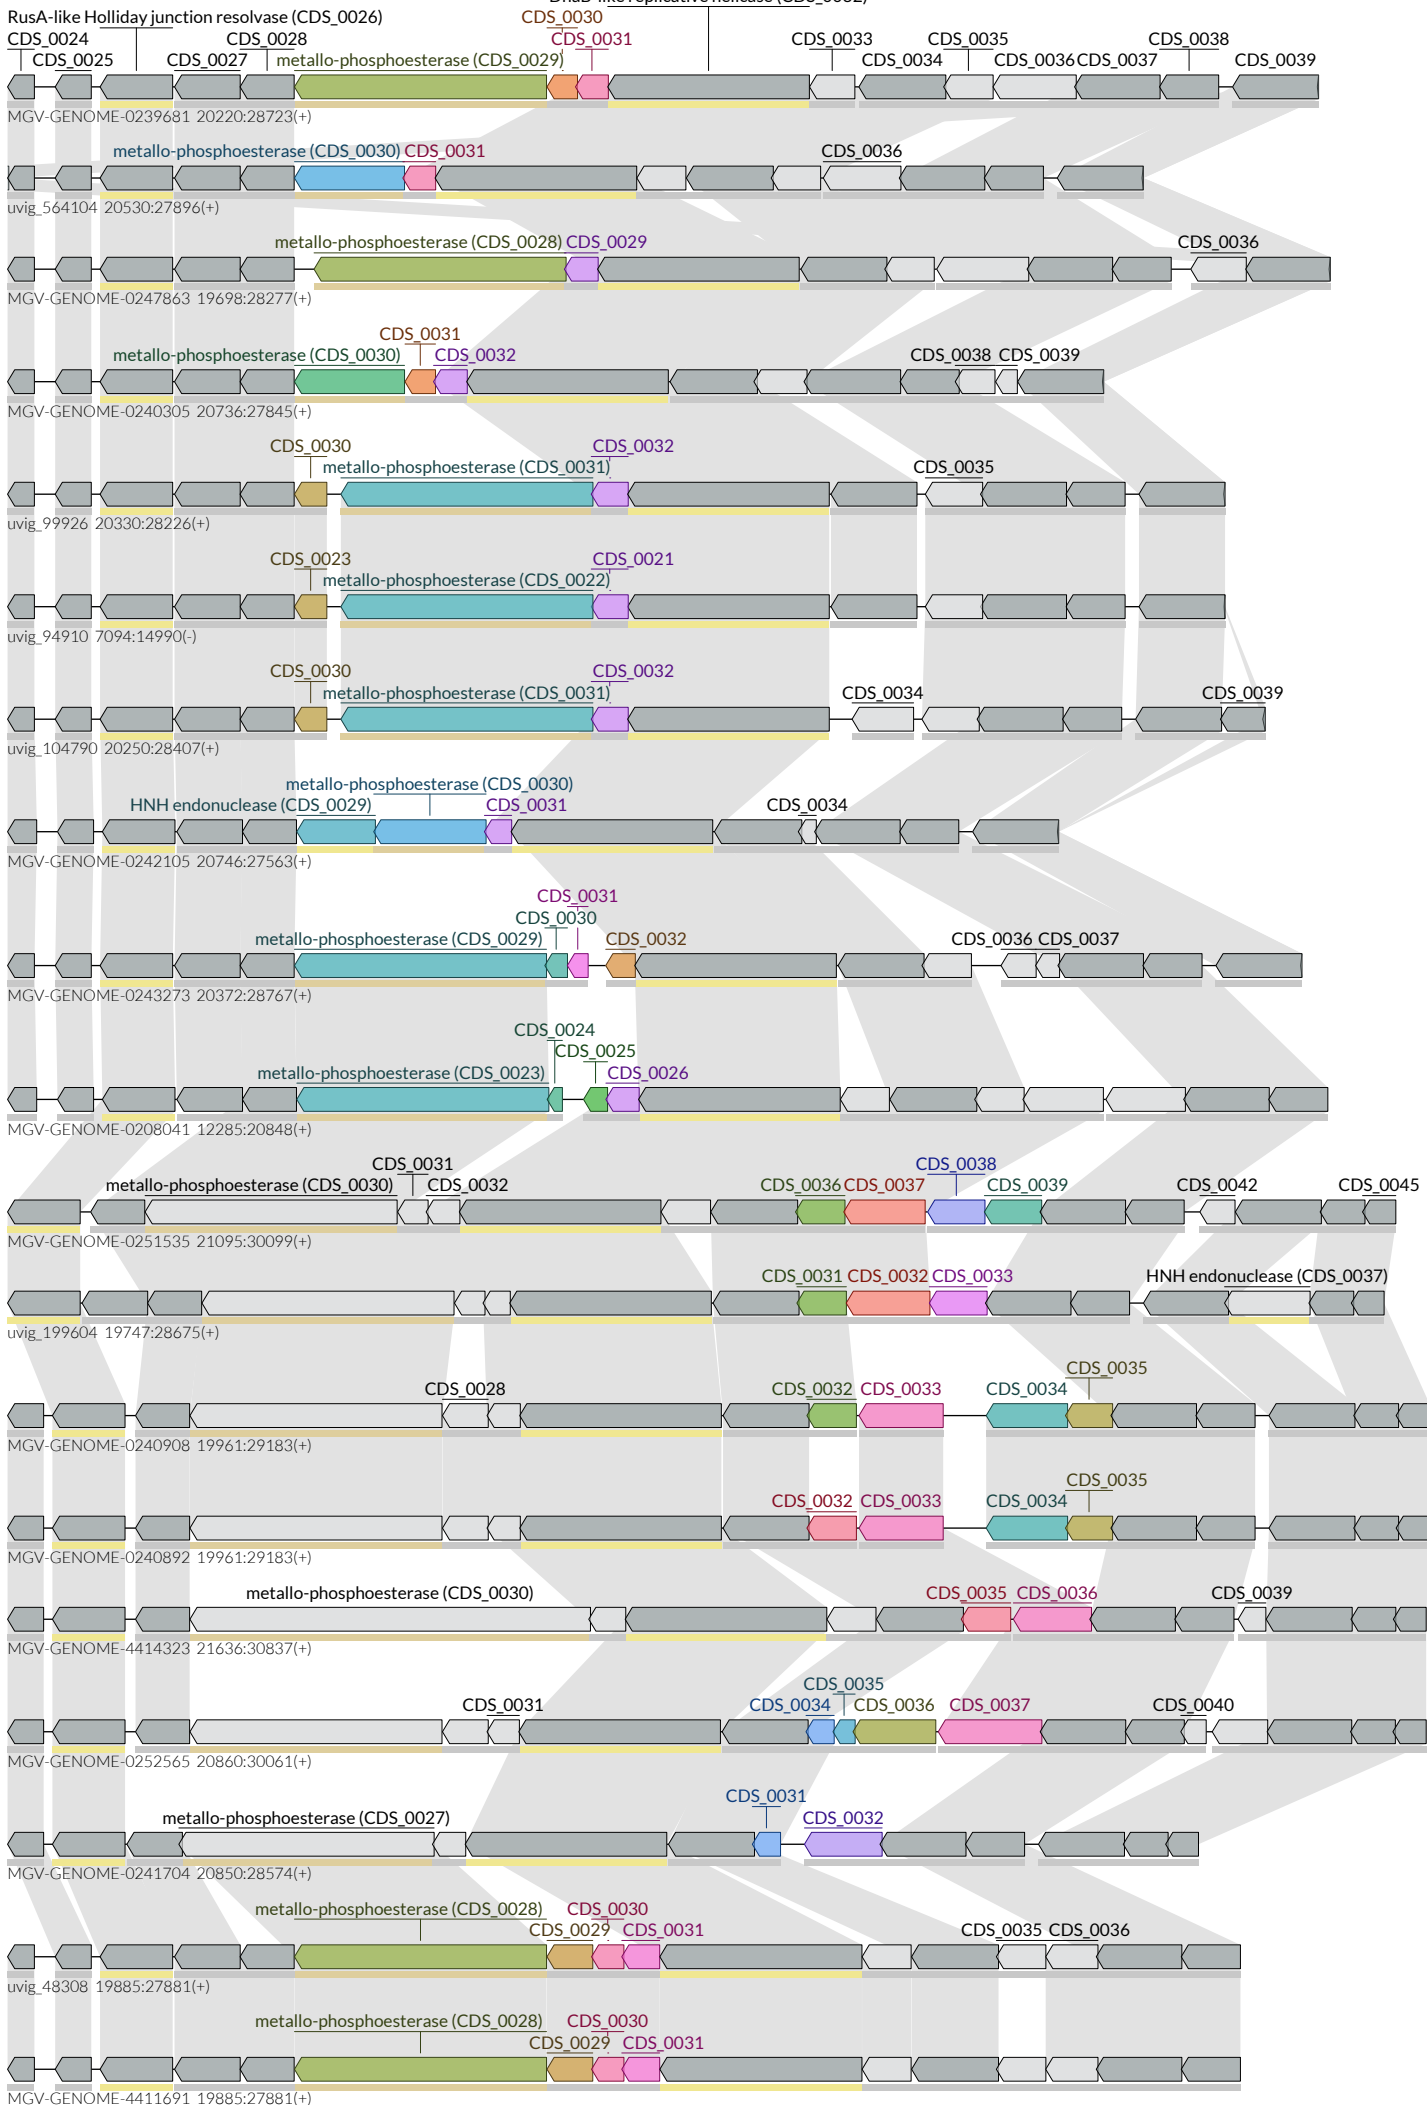 DnaB-like replicative helicase (CDS_0032)
RusA-like Holliday junction resolvase (CDS_0026) CDS_0030
CDS_0024 CDS_0028 CDS_0031 CDS_0033 CDS_0035 CDS_0038
CDS_0025 CDS_0027 metallo-phosphoesterase (CDS_0029) CDS_0034 CDS_0036 CDS_0037 CDS_0039
MGV-GENOME-0239681 20220:28723(+)
metallo-phosphoesterase (CDS_0030) CDS_0031 CDS_0036
uvig_564104 20530:27896(+)
metallo-phosphoesterase (CDS_0028) CDS_0029 CDS_0036
MGV-GENOME-0247863 19698:28277(+)
CDS_0031
metallo-phosphoesterase (CDS_0030) CDS_0032 CDS_0038 CDS_0039
MGV-GENOME-0240305 20736:27845(+)
CDS_0030 CDS_0032
metallo-phosphoesterase (CDS_0031) CDS_0035
uvig_99926 20330:28226(+)
CDS_0023 CDS_0021
metallo-phosphoesterase (CDS_0022)
uvig_94910 7094:14990(-)
CDS_0030 CDS_0032
metallo-phosphoesterase (CDS_0031) CDS_0034 CDS_0039
uvig_104790 20250:28407(+)
metallo-phosphoesterase (CDS_0030)
HNH endonuclease (CDS_0029) CDS_0031 CDS_0034
MGV-GENOME-0242105 20746:27563(+)
CDS_0031
CDS_0030
metallo-phosphoesterase (CDS_0029) CDS_0032 CDS_0036 CDS_0037
MGV-GENOME-0243273 20372:28767(+)
CDS_0024
CDS_0025
metallo-phosphoesterase (CDS_0023) CDS_0026
MGV-GENOME-0208041 12285:20848(+)
CDS_0031 CDS_0038
metallo-phosphoesterase (CDS_0030) CDS_0032 CDS_0036 CDS_0037 CDS_0039 CDS_0042 CDS_0045
MGV-GENOME-0251535 21095:30099(+)
CDS_0031 CDS_0032 CDS_0033 HNH endonuclease (CDS_0037)
uvig_199604 19747:28675(+)
CDS_0035
CDS_0028 CDS_0032 CDS_0033 CDS_0034
MGV-GENOME-0240908 19961:29183(+)
CDS_0035
CDS_0032 CDS_0033 CDS_0034
MGV-GENOME-0240892 19961:29183(+)
metallo-phosphoesterase (CDS_0030) CDS_0035 CDS_0036 CDS_0039
MGV-GENOME-4414323 21636:30837(+)
CDS_0035
CDS_0031 CDS_0034 CDS_0036 CDS_0037 CDS_0040
MGV-GENOME-0252565 20860:30061(+)
CDS_0031
metallo-phosphoesterase (CDS_0027) CDS_0032
MGV-GENOME-0241704 20850:28574(+)
metallo-phosphoesterase (CDS_0028) CDS_0030
CDS_0029 CDS_0031 CDS_0035 CDS_0036
uvig_48308 19885:27881(+)
metallo-phosphoesterase (CDS_0028) CDS_0030
CDS_0029 CDS_0031
MGV-GENOME-4411691 19885:27881(+)